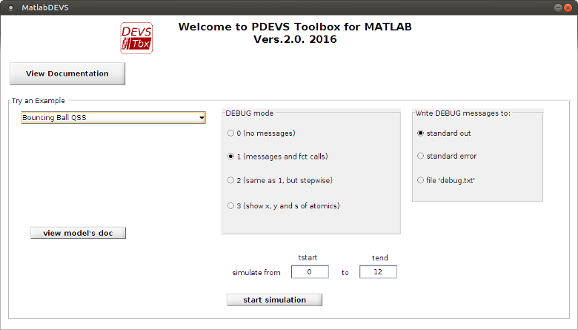 MatlabDEVS
DEVS
Tbx
Welcome to PDEVS Toolbox for MATLAB
Vers.2.0. 2016
View Documentation
Try an Example
Bouncing Ball QSS
DEBUG mode
0 (no messages)
1 (messages and fct calls)
2 (same as 1, but stepwise)
3 (show x, y and s of atomics)
Write DEBUG messages to:
standard out
standard error
file 'debug.txt'
view model's doc
tstart
tend
simulate from
0
to
12
start simulation